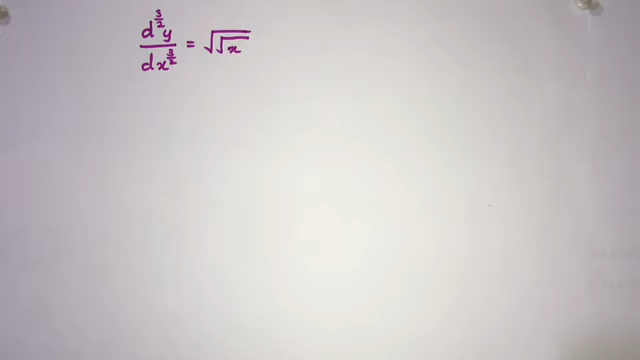 d^{3/2}y/dx^{3/2} = √√x